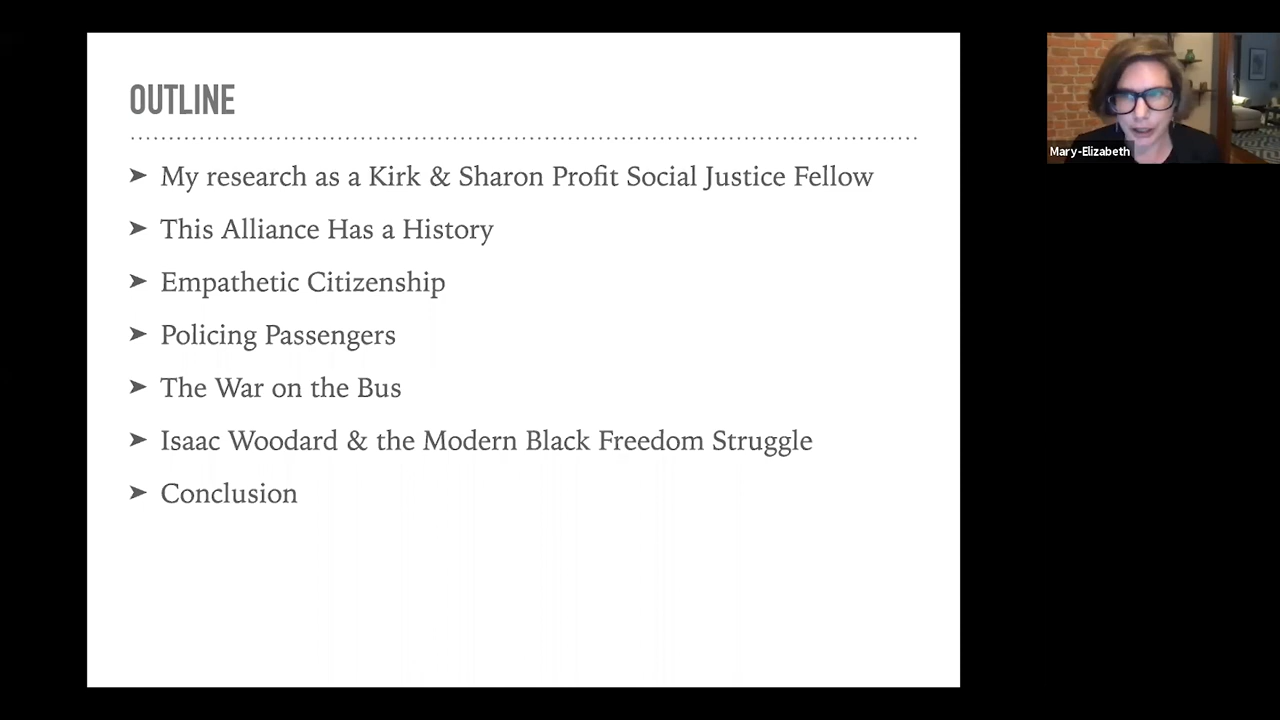 OUTLINE
➤ My research as a Kirk & Sharon Profit Social Justice Fellow
➤ This Alliance Has a History
➤ Empathetic Citizenship
➤ Policing Passengers
➤ The War on the Bus
➤ Isaac Woodard & the Modern Black Freedom Struggle
➤ Conclusion
Mary-Elizabeth